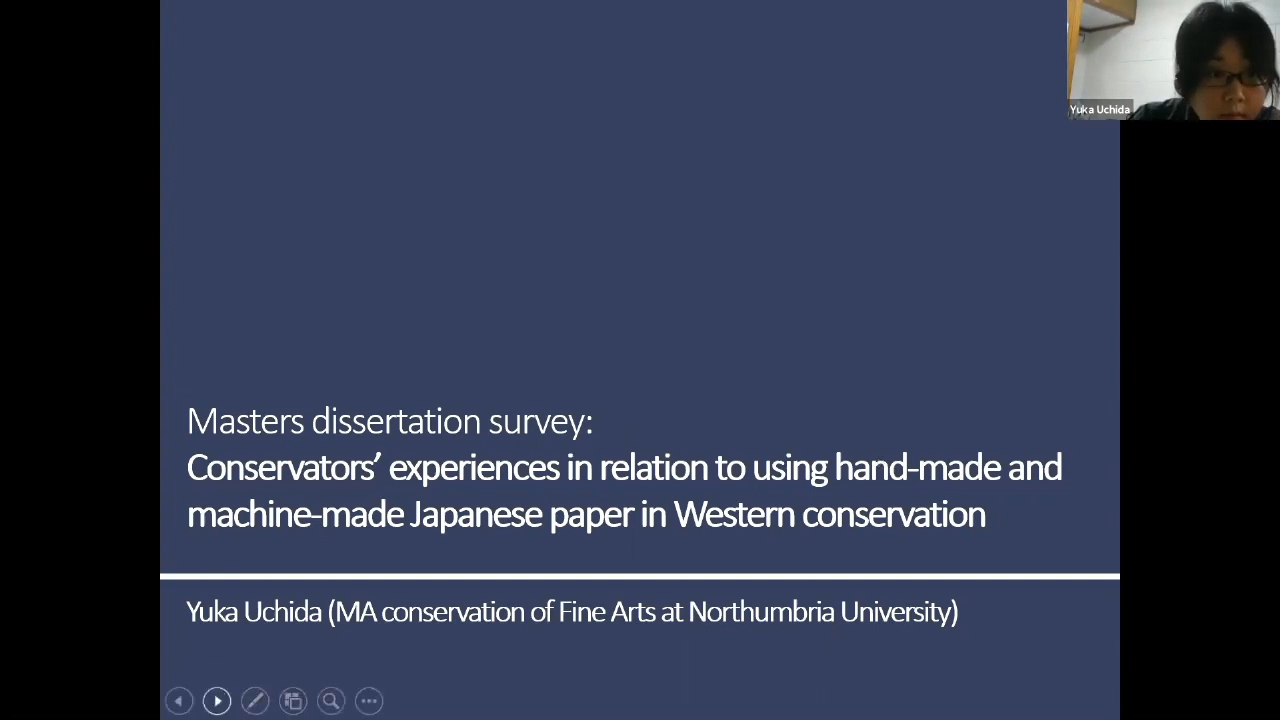 Yuka Uchida
Masters dissertation survey:
Conservators’ experiences in relation to using hand-made and
machine-made Japanese paper in Western conservation
Yuka Uchida (MA conservation of Fine Arts at Northumbria University)